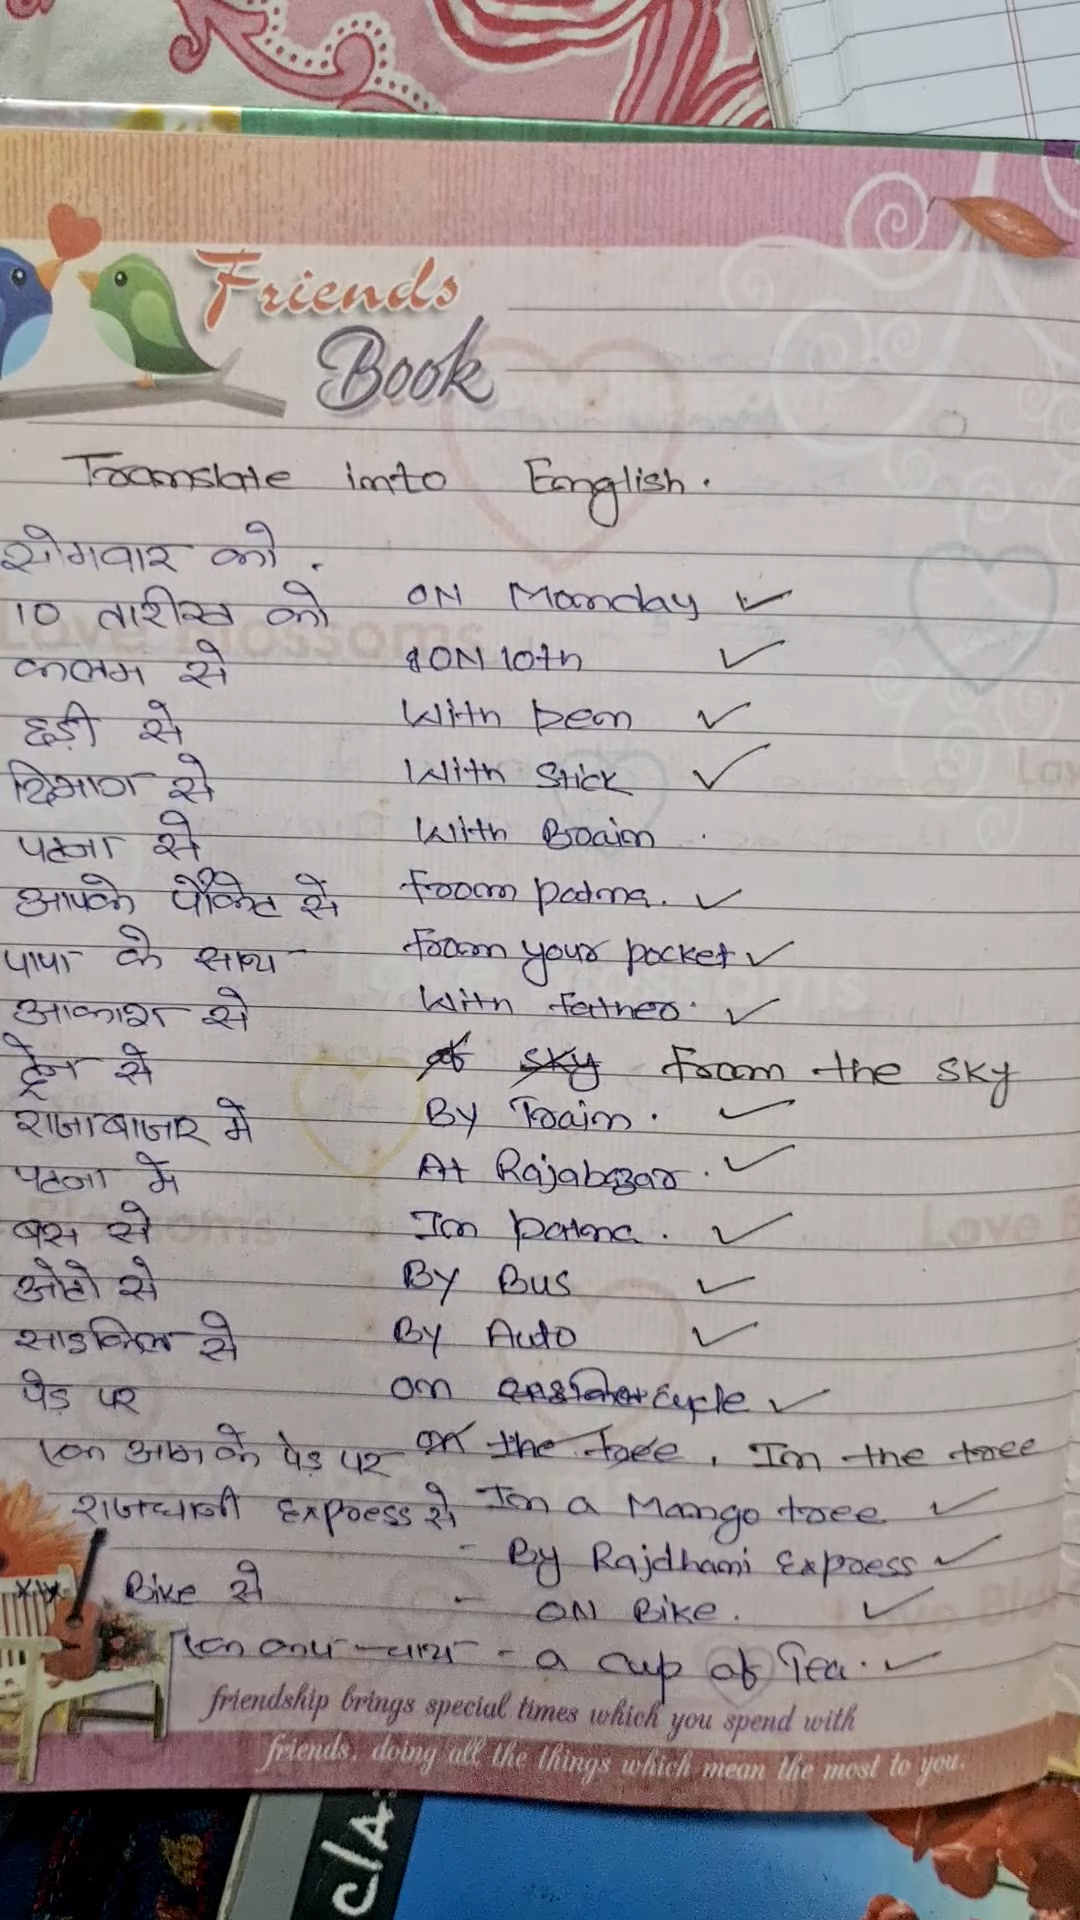 Friends
Book
Translate into English.
सोमवार को .
10 तारीख को ON Monday ✓
कलम से ON 10th ✓
छड़ी से With pen ✓
दिमाग से With Stick ✓
पटना से With Brain .
आपके पॉकेट से From patna. ✓
पापा के साथ From your pocket ✓
आकाश से With father. ✓
ट्रेन से sky From the sky
राजाबाजार में By Train. ✓
पटना में At Rajabazar. ✓
बस से In patna. ✓
ओटो से By Bus ✓
साइकिल से By Auto ✓
पेड़ पर on cycle ✓
एक आम के पेड़ पर on the tree, In the tree
राजधानी Express से In a Mango tree ✓
- By Rajdhani Express ✓
Bike से - ON Bike. ✓
एक कप चाय - a cup of Tea. ✓
friendship brings special times which you spend with
friends, doing all the things which mean the most to you.
C/A